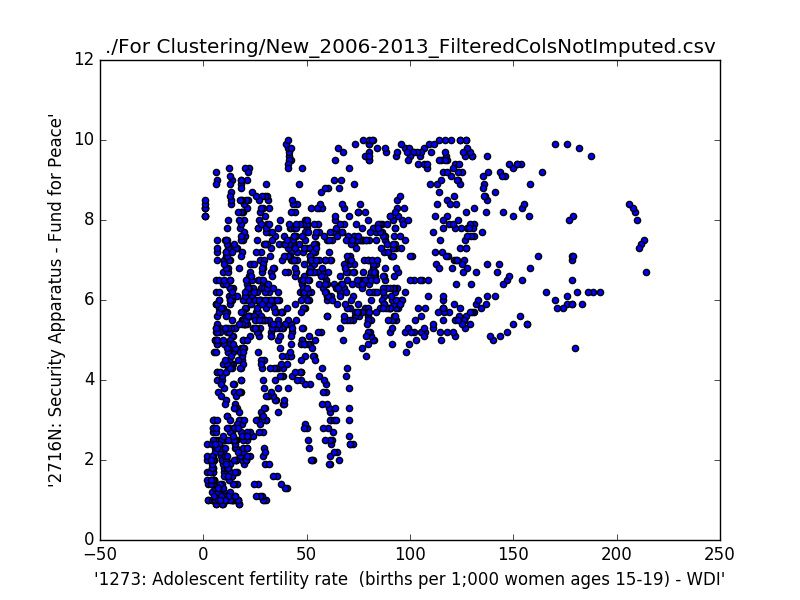 ./For Clustering/New_2006-2013_FilteredColsNotImputed.csv
12
10
8
6
4
2
0
'2716N: Security Apparatus - Fund for Peace'
−50 0 50 100 150 200 250
'1273: Adolescent fertility rate  (births per 1;000 women ages 15-19) - WDI'